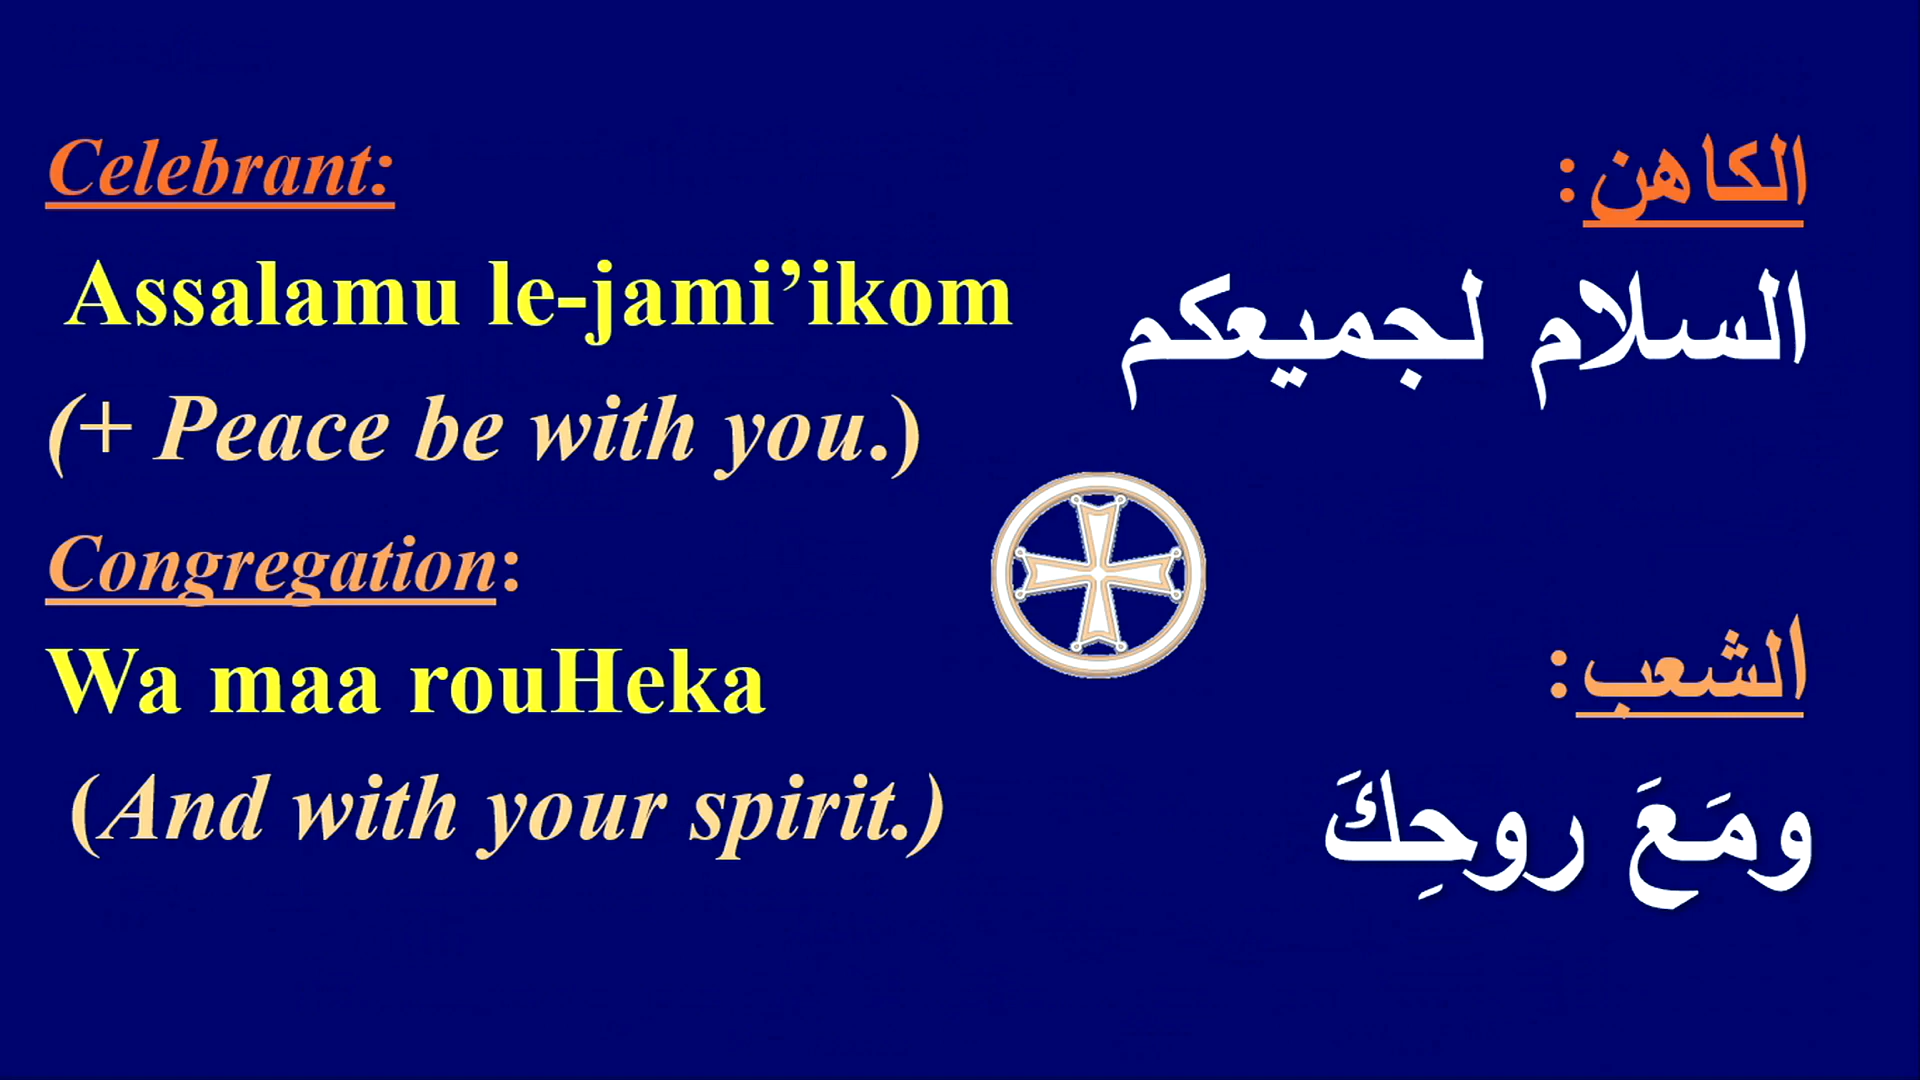 Celebrant:
Assalamu le-jami’ikom
(+ Peace be with you.)
Congregation:
Wa maa rouHeka
(And with your spirit.)
الكاهن:
السلام لجميعكم
الشعب:
ومَعَ روحِكَ